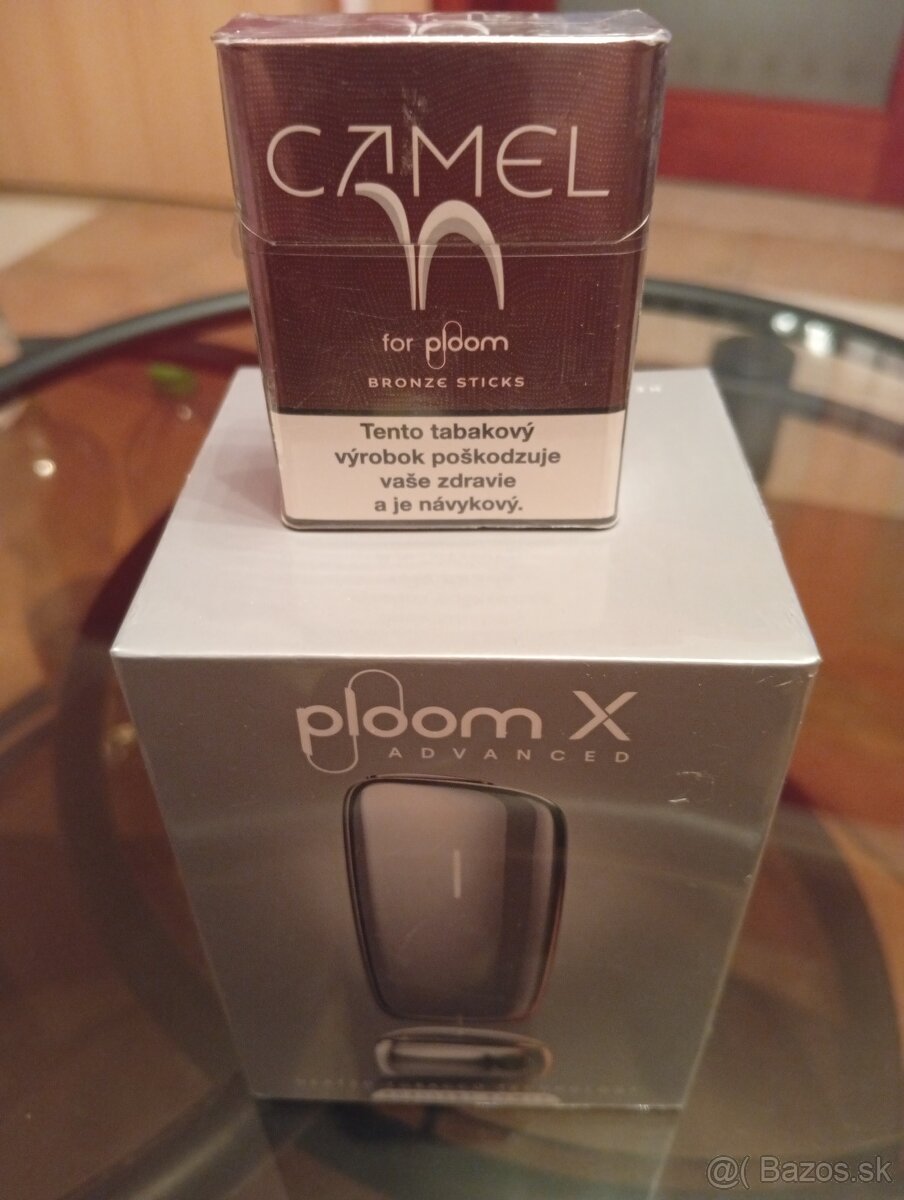 CAMEL
for ploom
BRONZE STICKS
Tento tabakový
výrobok poškodzuje
vaše zdravie
a je návykový.
ploom X
ADVANCED
@( Bazos.sk